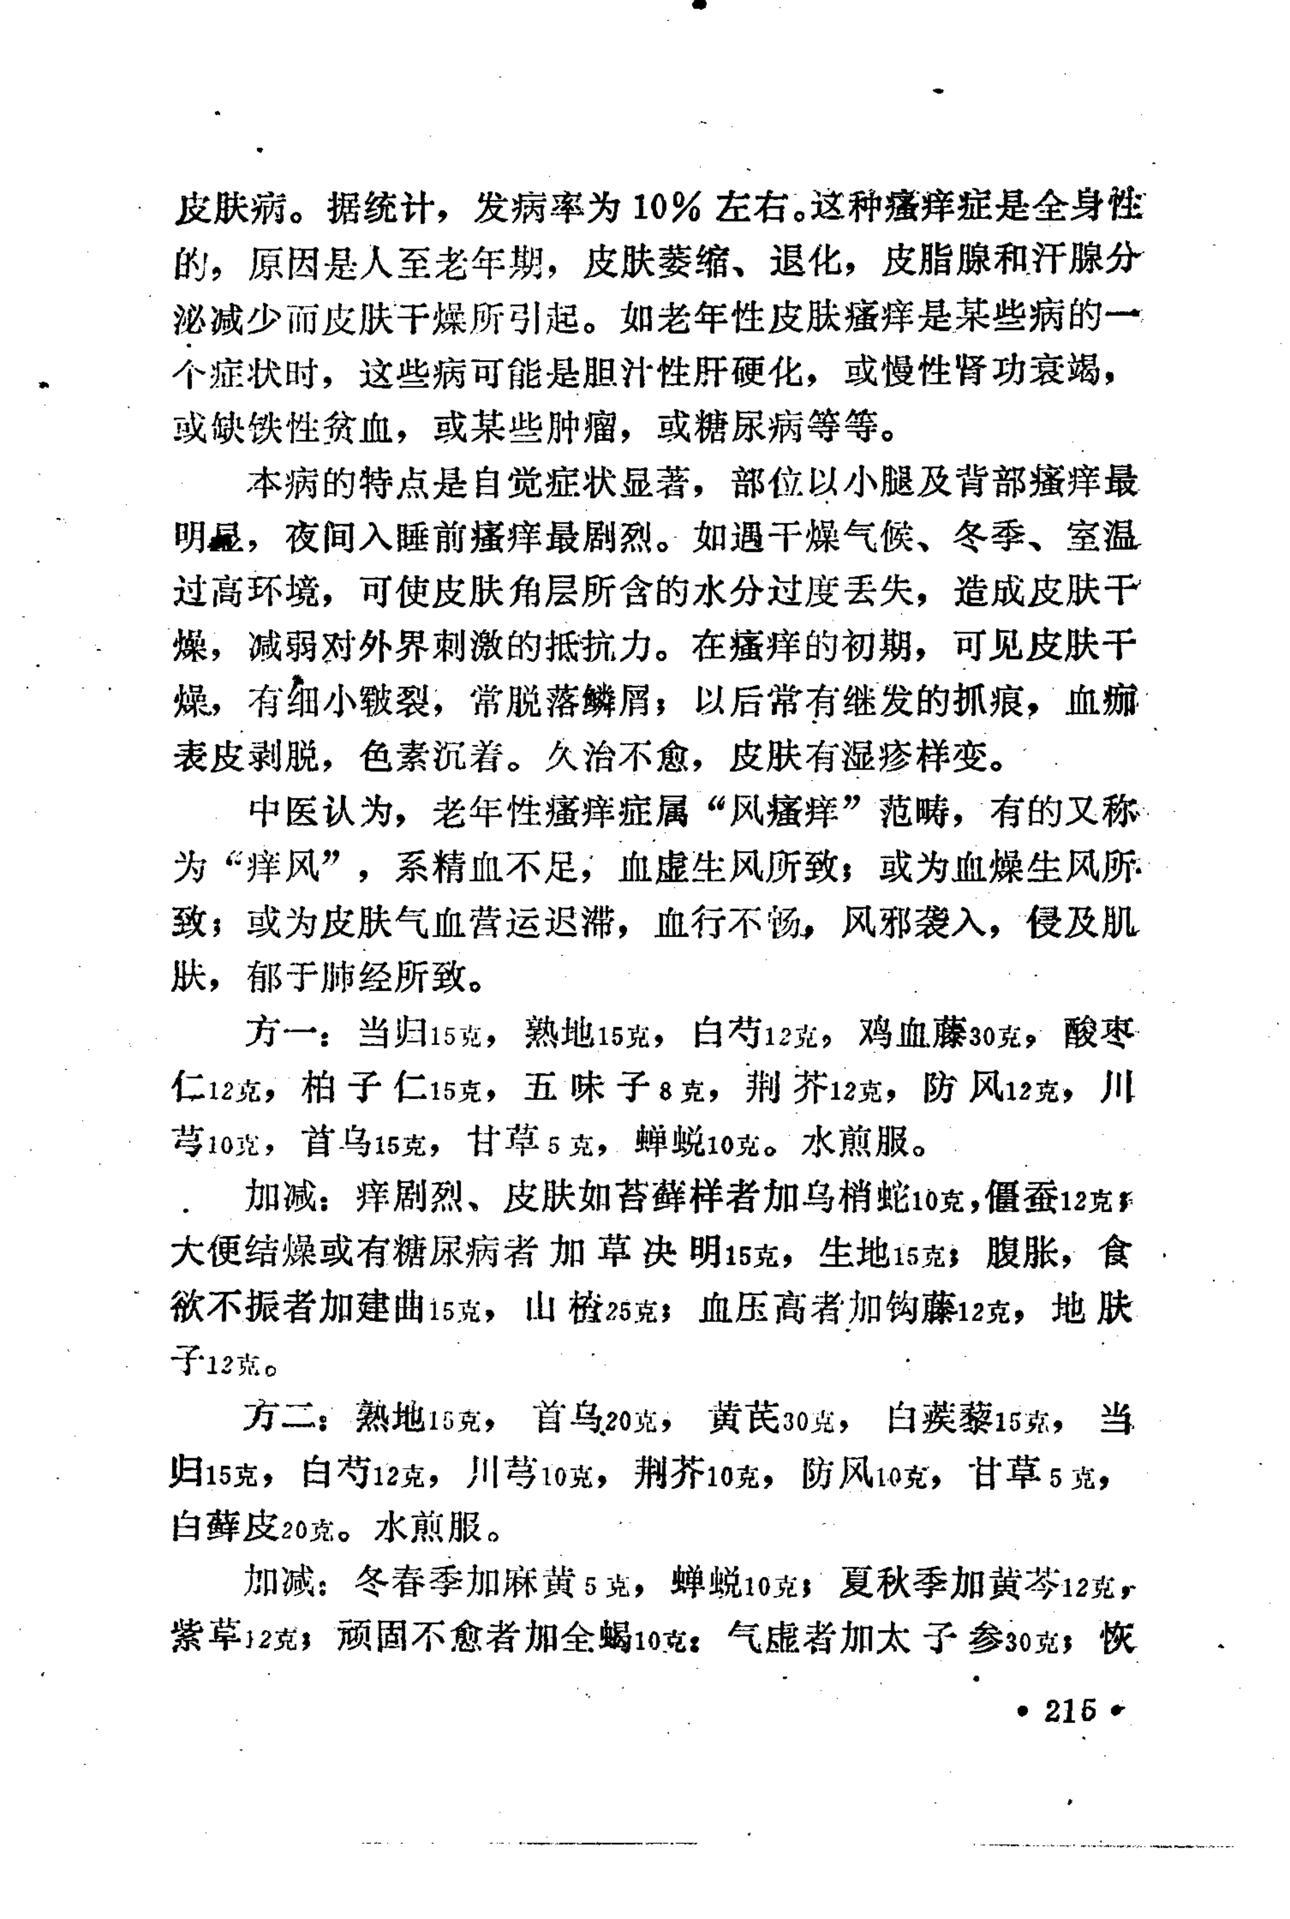 皮肤病。据统计，发病率为10％左右。这种瘙痒症是全身性
的，原因是人至老年期，皮肤萎缩、退化，皮脂腺和汗腺分
泌减少而皮肤干燥所引起。如老年性皮肤瘙痒是某些病的一
个症状时，这些病可能是胆汁性肝硬化，或慢性肾功衰竭，
或缺铁性贫血，或某些肿瘤，或糖尿病等等。
本病的特点是自觉症状显著，部位以小腿及背部瘙痒最
明显，夜间入睡前瘙痒最剧烈。如遇干燥气候、冬季、室温
过高环境，可使皮肤角层所含的水分过度丢失，造成皮肤干
燥，减弱对外界刺激的抵抗力。在瘙痒的初期，可见皮肤干
燥，有细小皲裂，常脱落鳞屑；以后常有继发的抓痕，血痂
表皮剥脱，色素沉着。久治不愈，皮肤有湿疹样变。
中医认为，老年性瘙痒症属“风瘙痒”范畴，有的又称
为“痒风”，系精血不足，血虚生风所致；或为血燥生风所
致；或为皮肤气血营运迟滞，血行不畅，风邪袭入，侵及肌
肤，郁于肺经所致。
方一：当归15克，熟地15克，白芍12克，鸡血藤30克，酸枣
仁12克，柏子仁15克，五味子8克，荆芥12克，防风12克，川
芎10克，首乌15克，甘草5克，蝉蜕10克。水煎服。
加减：痒剧烈、皮肤如苔藓样者加乌梢蛇10克，僵蚕12克；
大便结燥或有糖尿病者加草决明15克，生地15克；腹胀，食
欲不振者加建曲15克，山楂25克；血压高者加钩藤12克，地肤
子12克。
方二：熟地15克，首乌20克，黄芪30克，白蒺藜15克，当
归15克，白芍12克，川芎10克，荆芥10克，防风10克，甘草5克，
白藓皮20克。水煎服。
加减：冬春季加麻黄5克，蝉蜕10克；夏秋季加黄芩12克，
紫草12克；顽固不愈者加全蝎10克；气虚者加太子参30克；恢
• 215 •